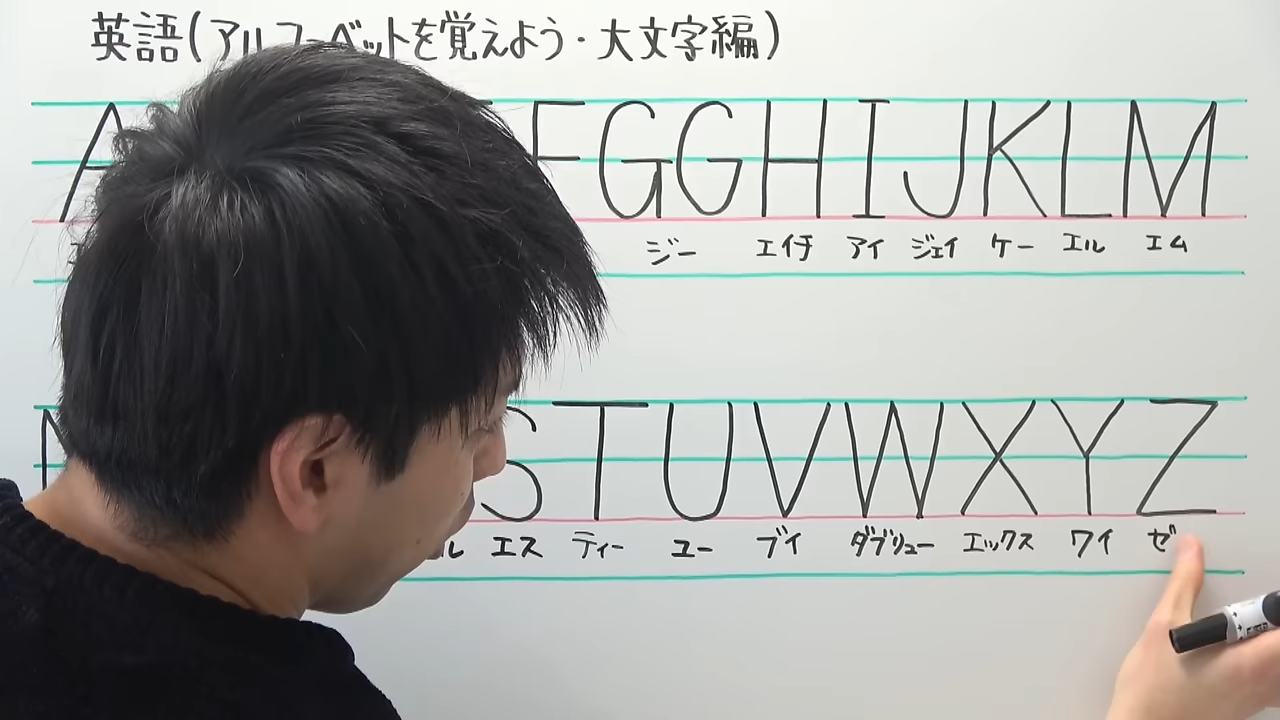 英語(アルファベットを覚えよう・大文字編)
A F G G H I J K L M
ジー エイチ アイ ジェイ ケー エル エム
S T U V W X Y Z
ル エス ティー ユー ブイ ダブリュー エックス ワイ ゼ